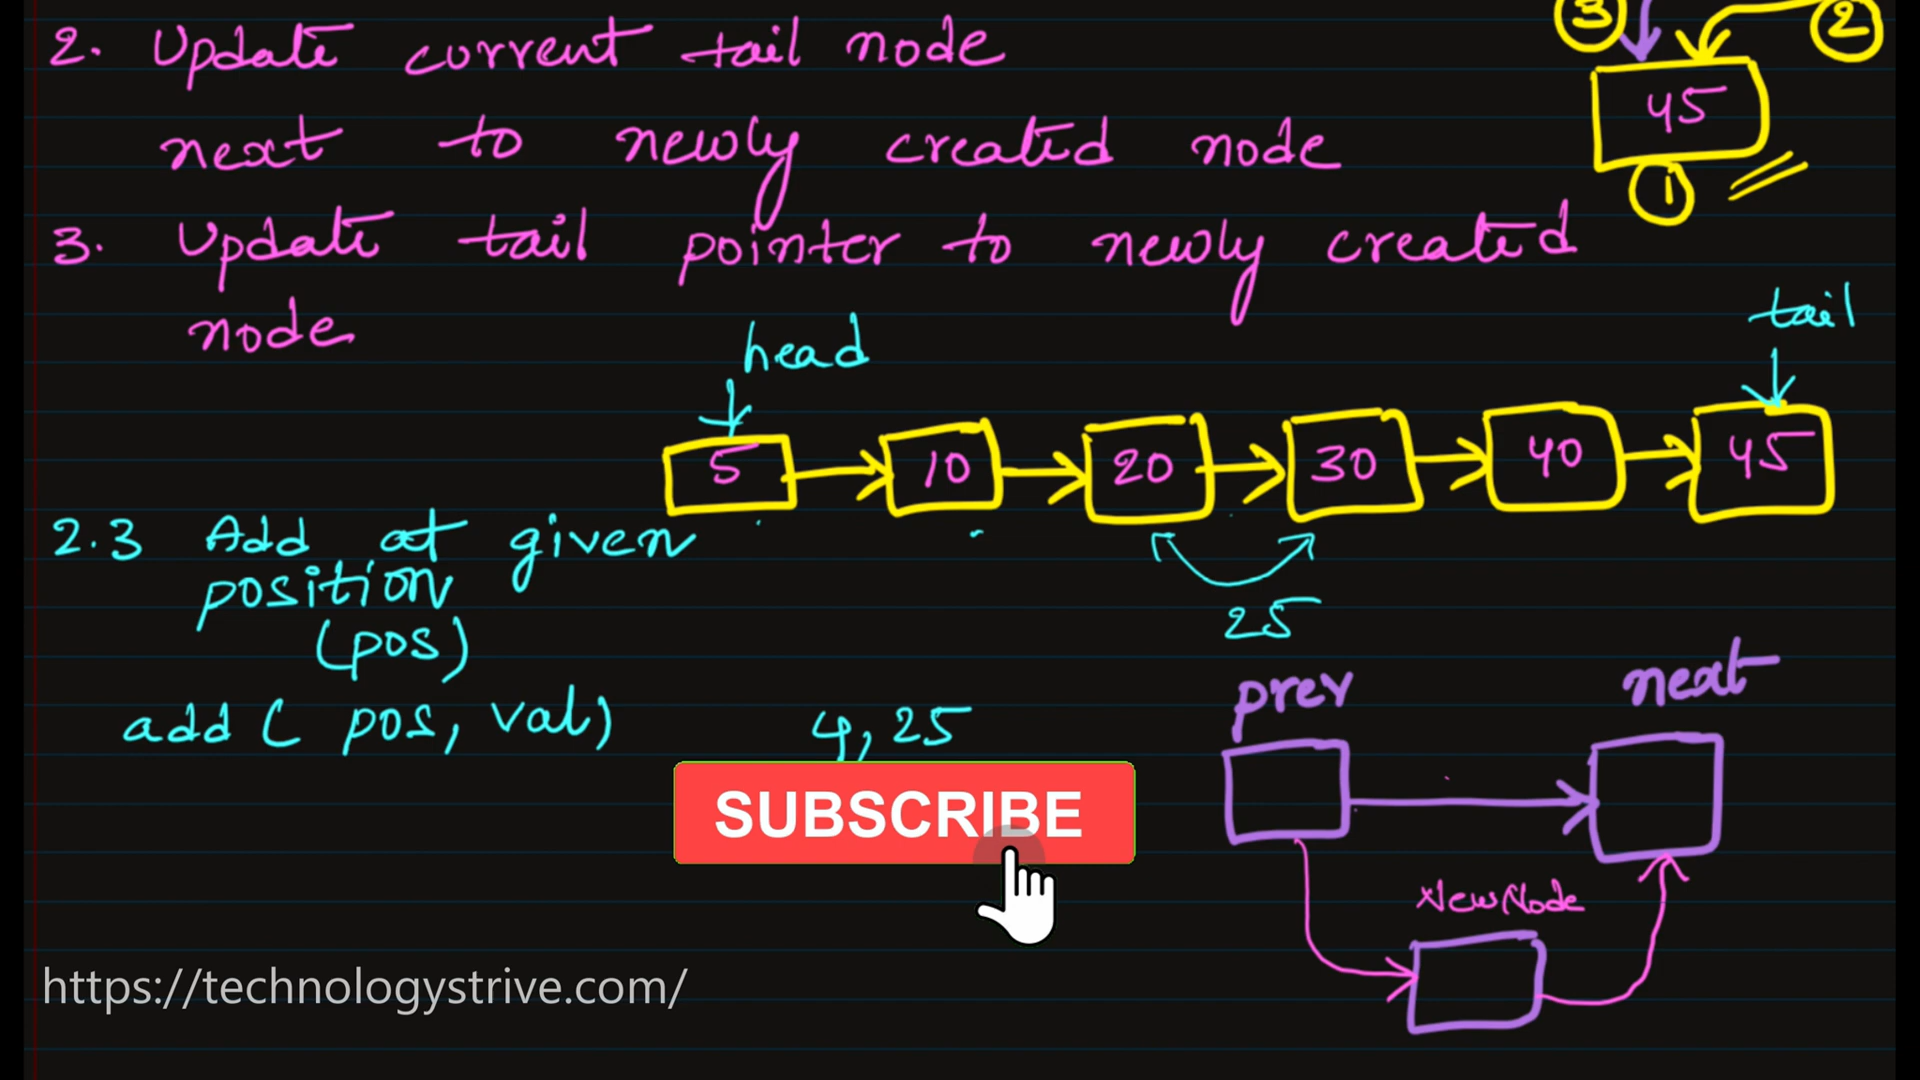 2. Update current tail node
next to newly created node
3. Update tail pointer to newly created
node
3
2
45
1
head
tail
5 10 20 30 40 45
25
2.3 Add at given
position
(pos)
add ( pos, val)
4, 25
prev
next
NewNode
SUBSCRIBE
https://technologystrive.com/